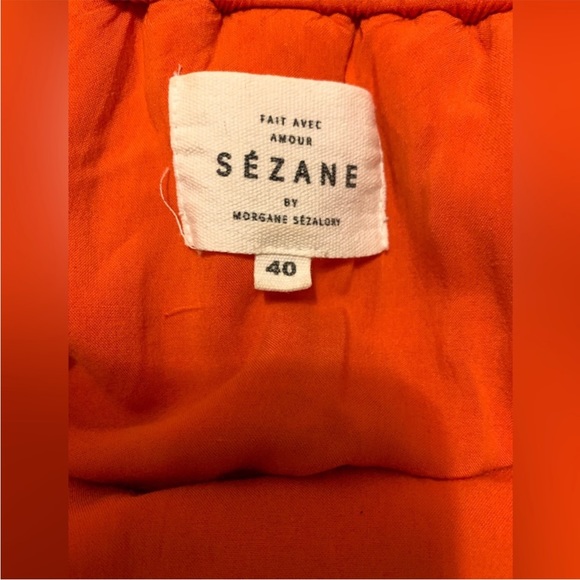 FAIT AVEC
AMOUR
SÉZANE
BY
MORGANE SÉZALORY
40